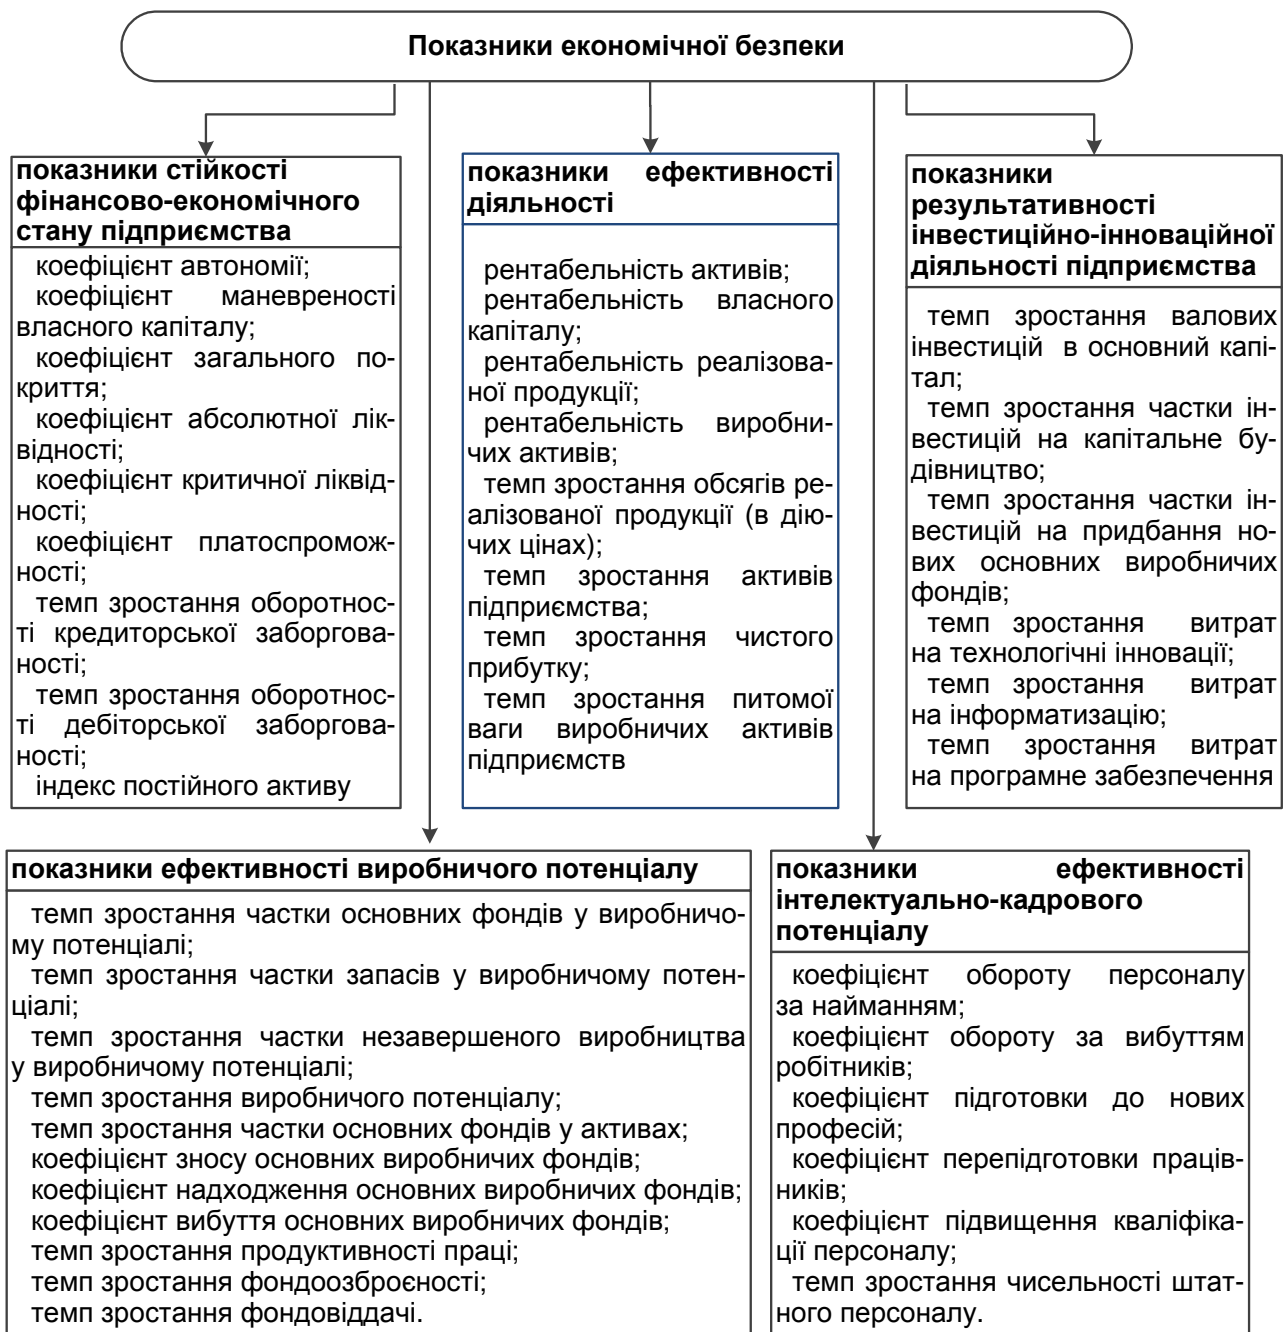 Показники економічної безпеки
показники стійкості
фінансово-економічного
стану підприємства
коефіцієнт автономії;
коефіцієнт маневреності
власного капіталу;
коефіцієнт загального по-
криття;
коефіцієнт абсолютної лік-
відності;
коефіцієнт критичної ліквід-
ності;
коефіцієнт платоспромож-
ності;
темп зростання оборотнос-
ті кредиторської заборгова-
ності;
темп зростання оборотнос-
ті дебіторської заборгова-
ності;
індекс постійного активу
показники ефективності
діяльності
рентабельність активів;
рентабельність власного
капіталу;
рентабельність реалізова-
ної продукції;
рентабельність виробни-
чих активів;
темп зростання обсягів ре-
алізованої продукції (в дію-
чих цінах);
темп зростання активів
підприємства;
темп зростання чистого
прибутку;
темп зростання питомої
ваги виробничих активів
підприємств
показники
результативності
інвестиційно-інноваційної
діяльності підприємства
темп зростання валових
інвестицій в основний капі-
тал;
темп зростання частки ін-
вестицій на капітальне бу-
дівництво;
темп зростання частки ін-
вестицій на придбання но-
вих основних виробничих
фондів;
темп зростання витрат
на технологічні інновації;
темп зростання витрат
на інформатизацію;
темп зростання витрат
на програмне забезпечення
показники ефективності виробничого потенціалу
темп зростання частки основних фондів у виробничо-
му потенціалі;
темп зростання частки запасів у виробничому потен-
ціалі;
темп зростання частки незавершеного виробництва
у виробничому потенціалі;
темп зростання виробничого потенціалу;
темп зростання частки основних фондів у активах;
коефіцієнт зносу основних виробничих фондів;
коефіцієнт надходження основних виробничих фондів;
коефіцієнт вибуття основних виробничих фондів;
темп зростання продуктивності праці;
темп зростання фондоозброєності;
темп зростання фондовіддачі.
показники ефективності
інтелектуально-кадрового
потенціалу
коефіцієнт обороту персоналу
за найманням;
коефіцієнт обороту за вибуттям
робітників;
коефіцієнт підготовки до нових
професій;
коефіцієнт перепідготовки праців-
ників;
коефіцієнт підвищення кваліфіка-
ції персоналу;
темп зростання чисельності штат-
ного персоналу.